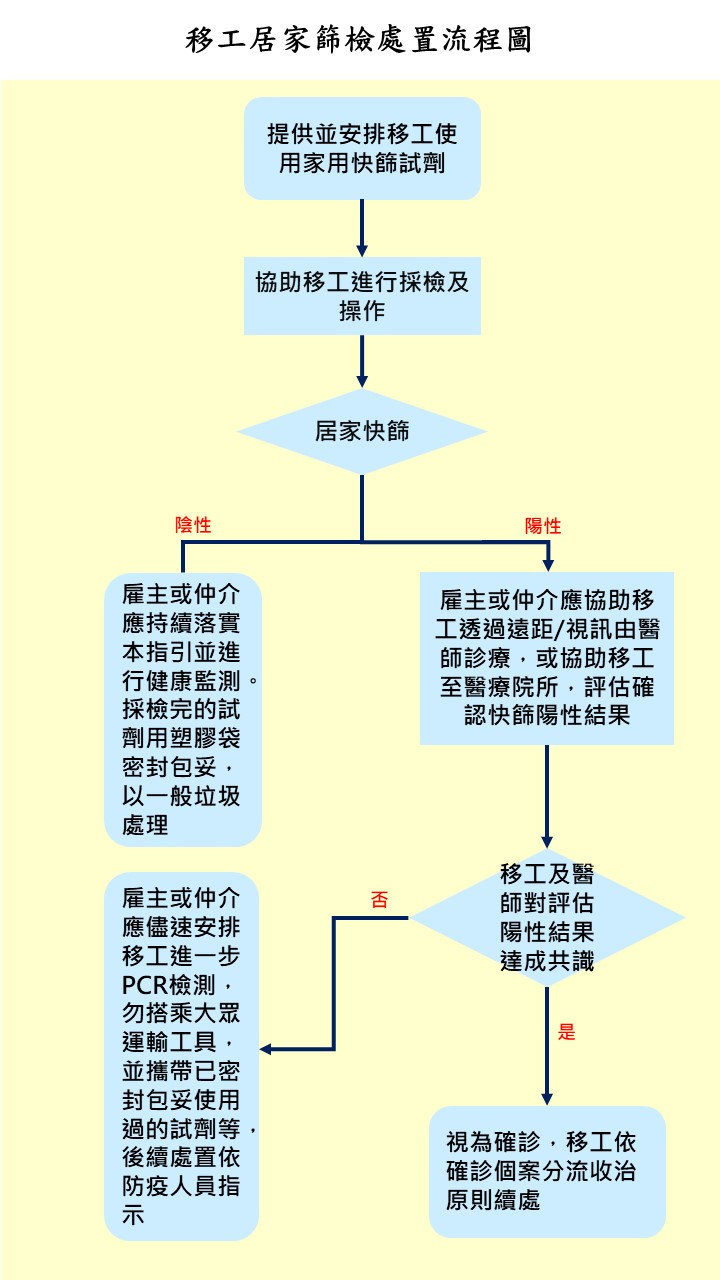 移工居家篩檢處置流程圖
提供並安排移工使
用家用快篩試劑
協助移工進行採檢及
操作
居家快篩
陰性
陽性
雇主或仲介
應持續落實
本指引並進
行健康監測。
採檢完的試
劑用塑膠袋
密封包妥，
以一般垃圾
處理
雇主或仲介應協助移
工透過遠距/視訊由醫
師診療，或協助移工
至醫療院所，評估確
認快篩陽性結果
移工及醫
師對評估
陽性結果
達成共識
否
是
雇主或仲介
應儘速安排
移工進一步
PCR檢測，
勿搭乘大眾
運輸工具，
並攜帶已密
封包妥使用
過的試劑等，
後續處置依
防疫人員指
示
視為確診，移工依
確診個案分流收治
原則續處